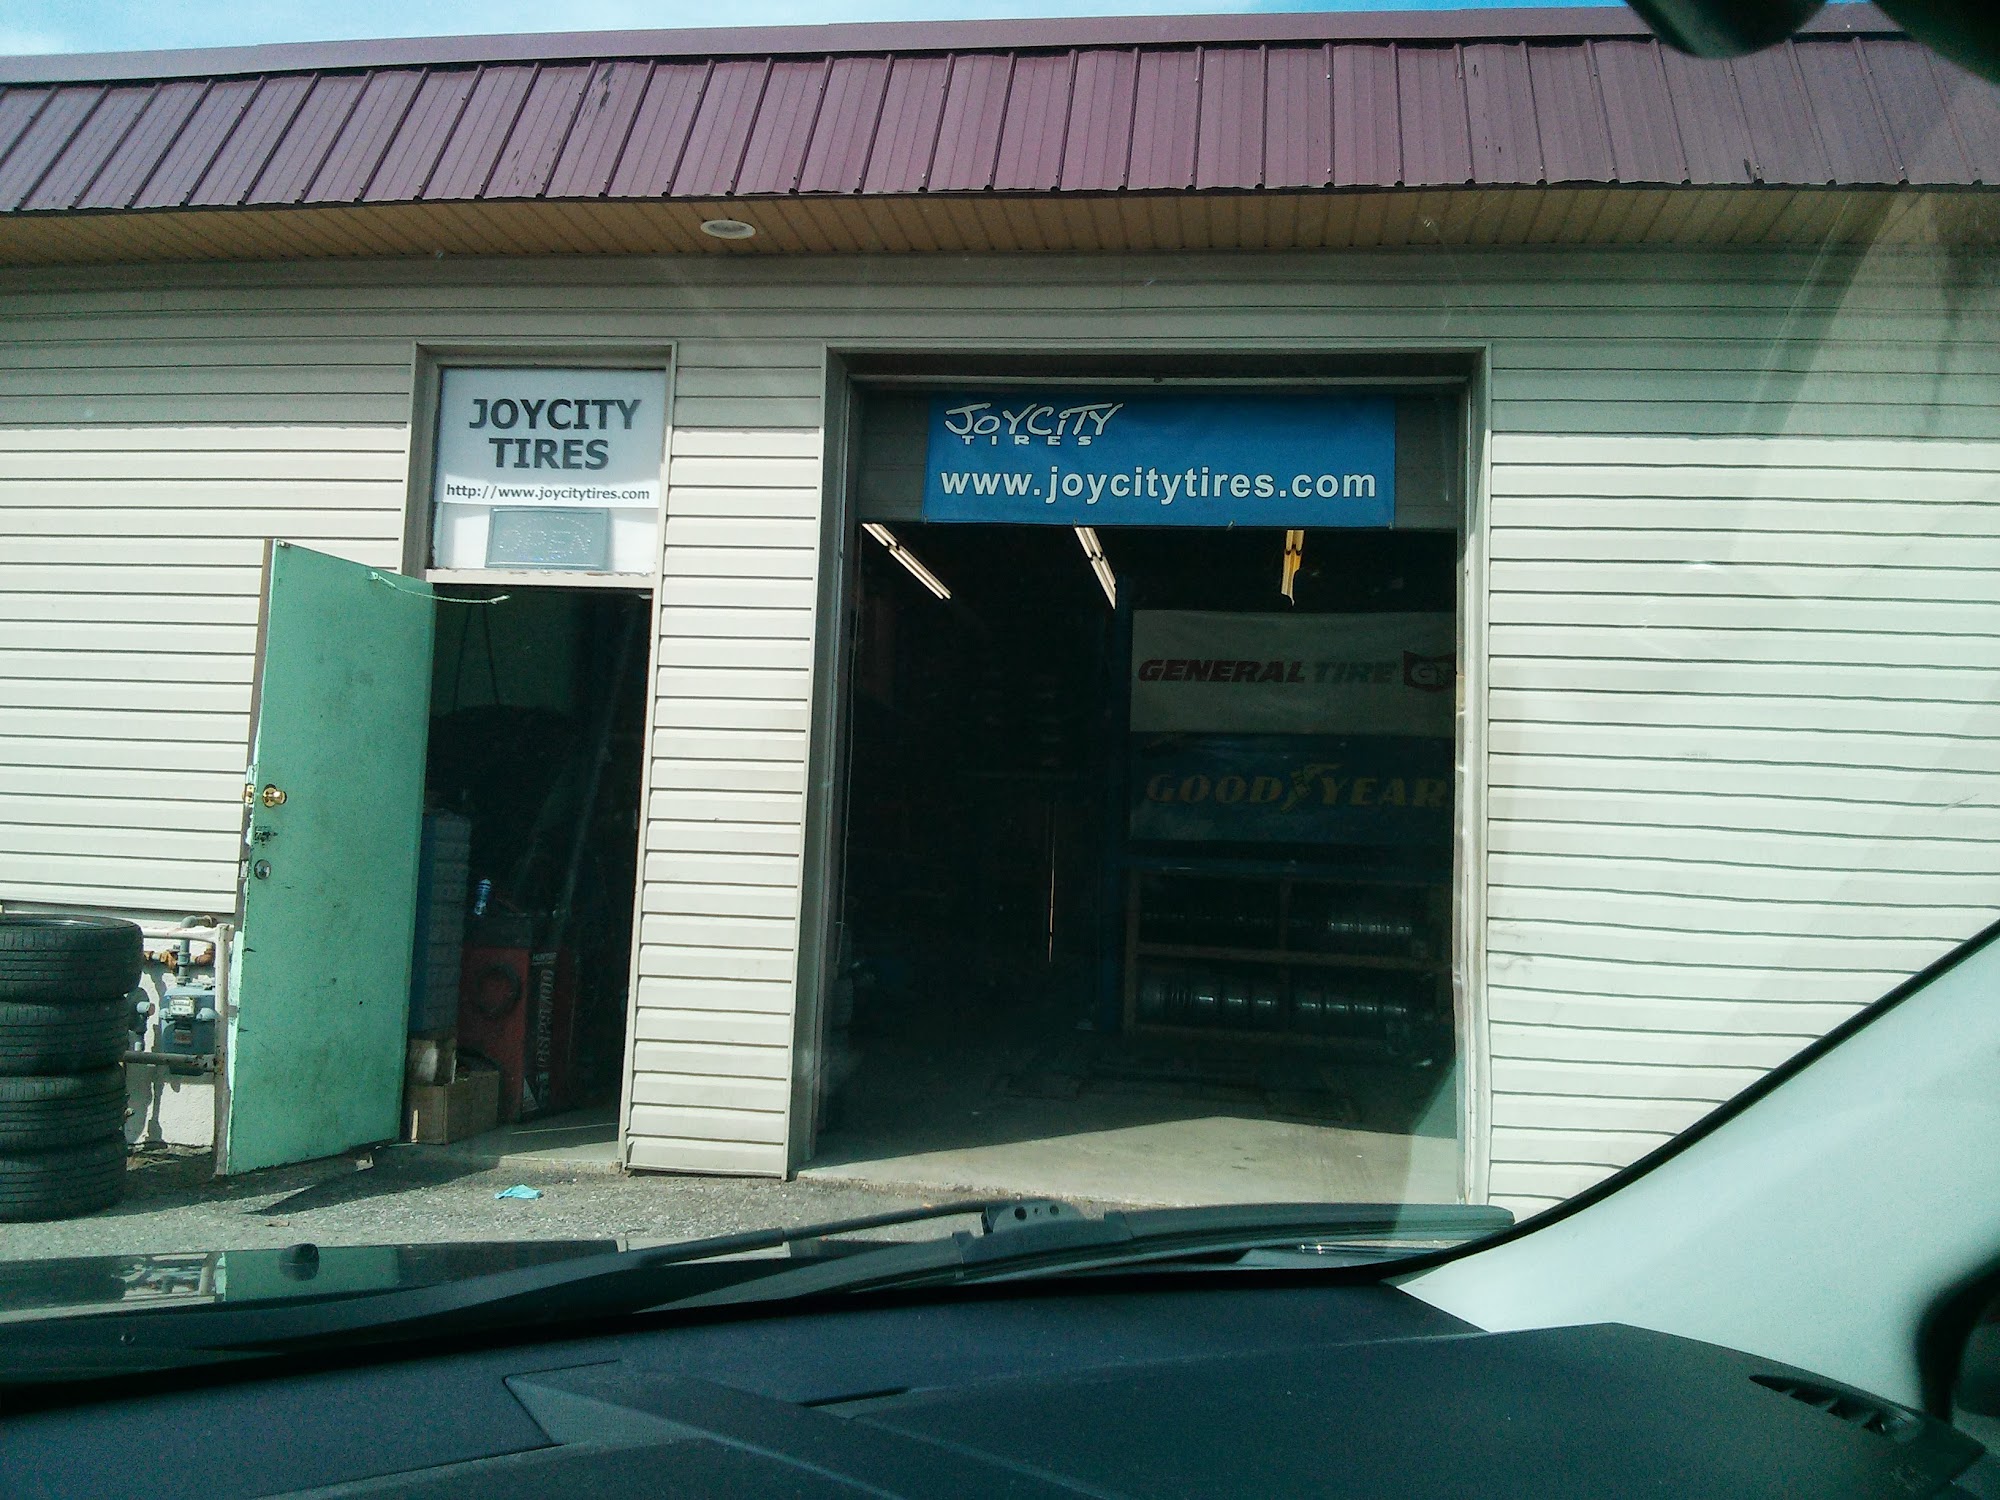 JOYCITY
TIRES
http://www.joycitytires.com
OPEN
JOYCITY
TIRES
www.joycitytires.com
GENERAL TIRE
GOODYEAR